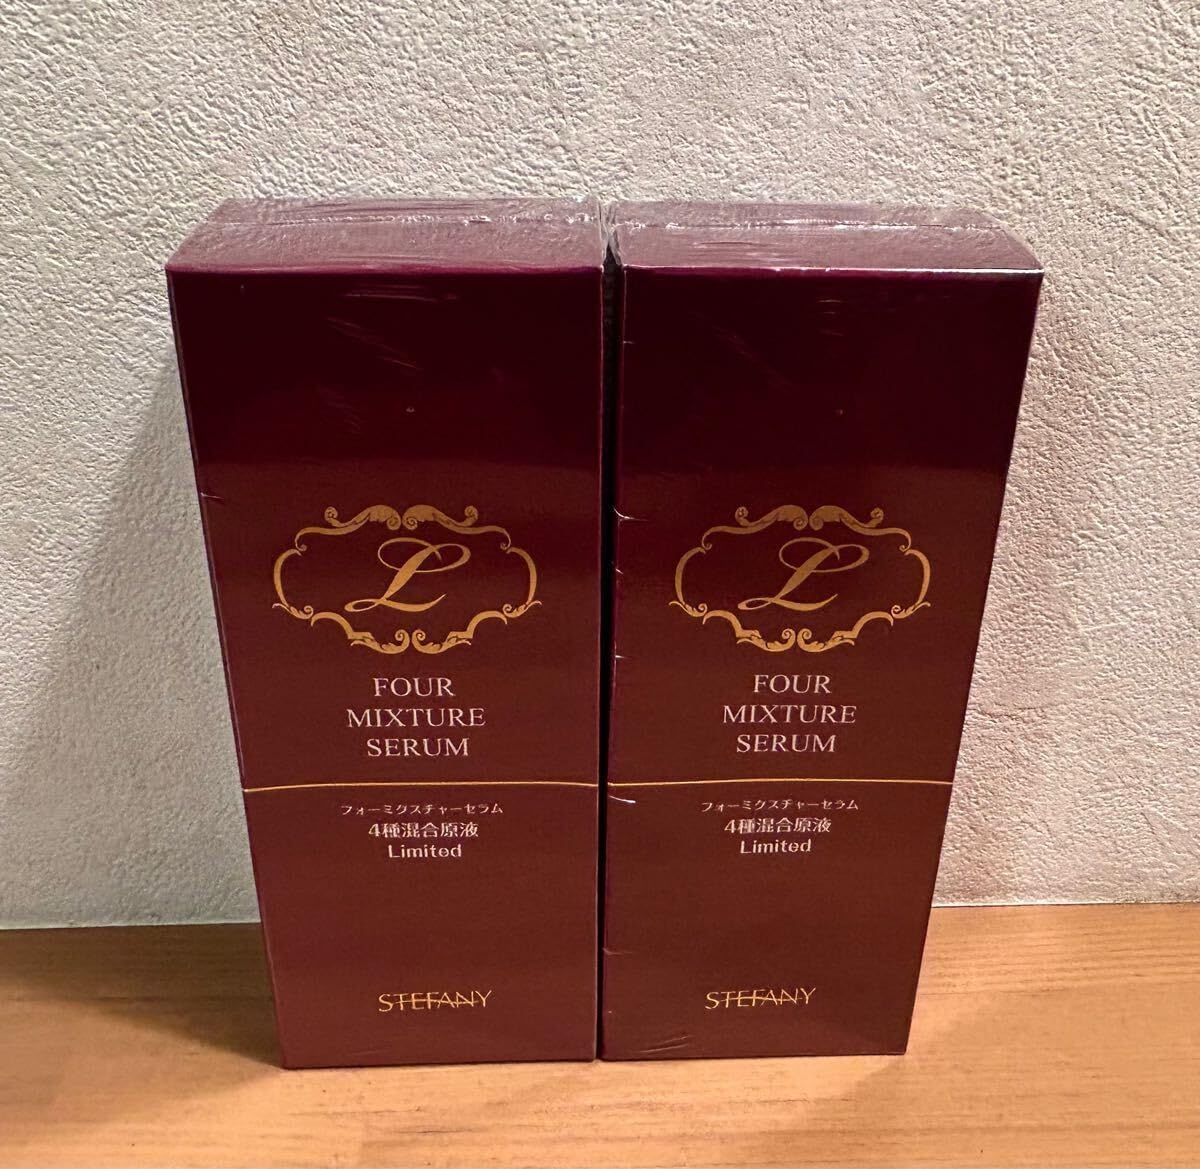 L
FOUR
MIXTURE
SERUM
フォーミクスチャーセラム
4種混合原液
Limited
STEFANY
L
FOUR
MIXTURE
SERUM
フォーミクスチャーセラム
4種混合原液
Limited
STEFANY